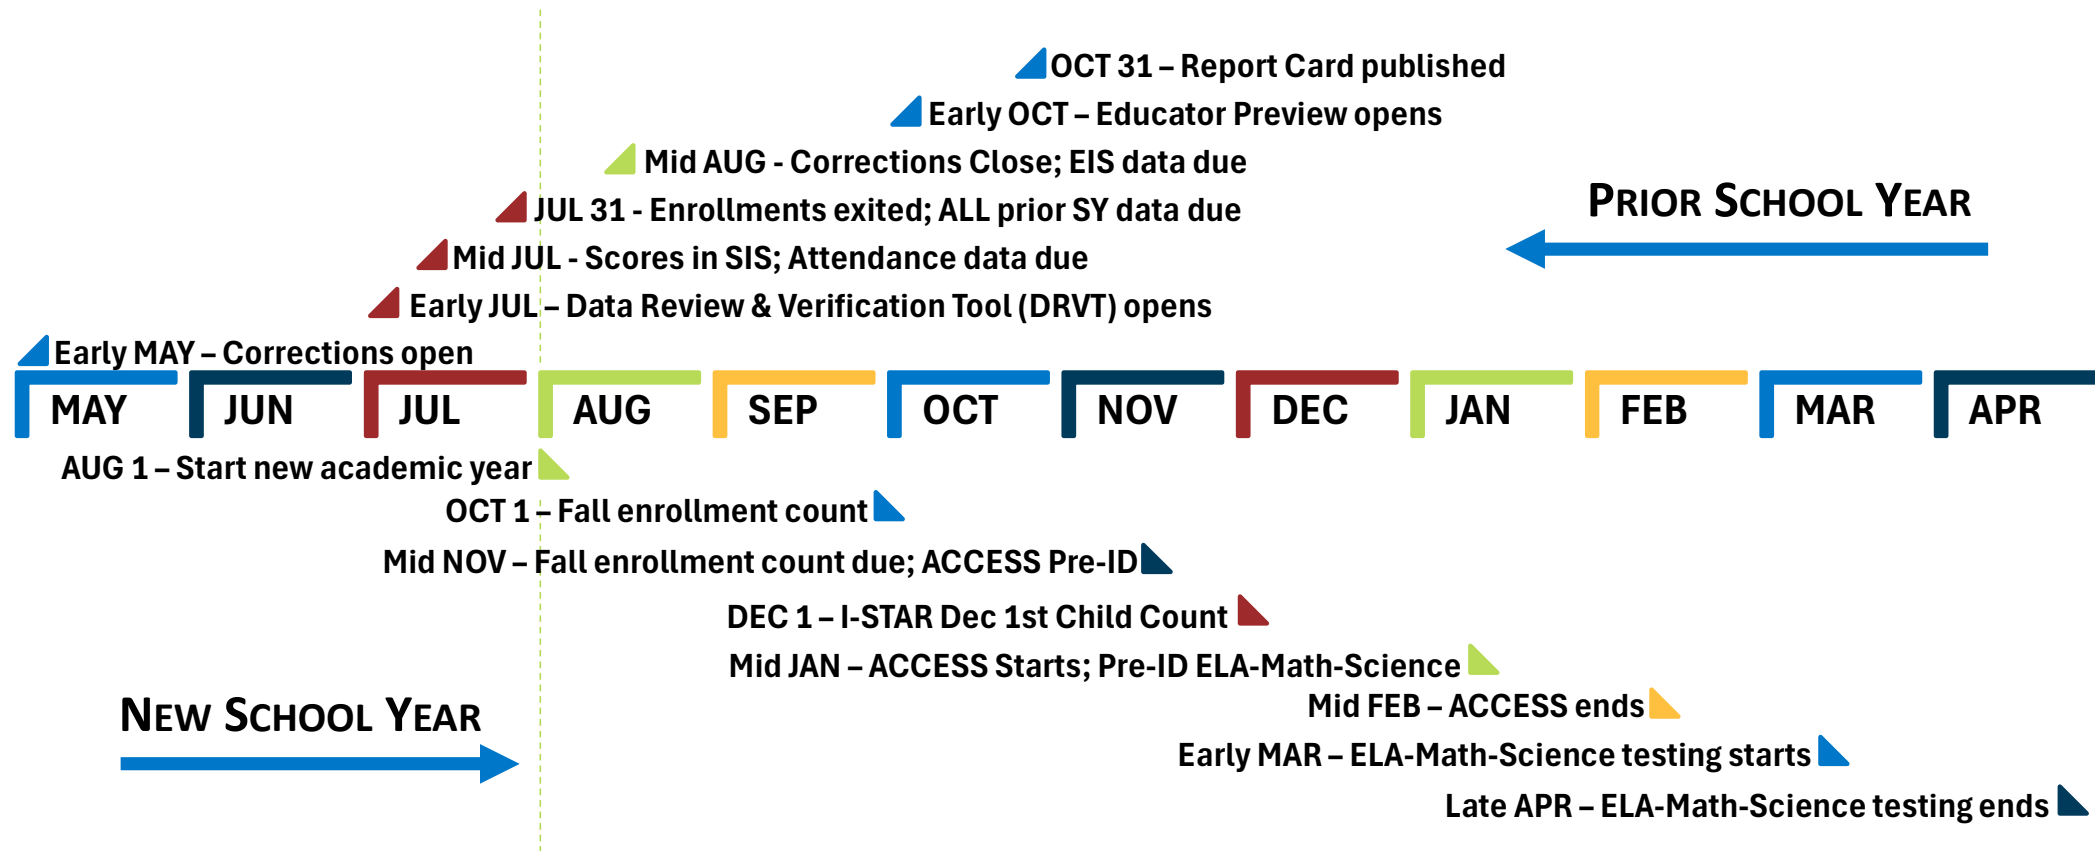 OCT 31 – Report Card published
Early OCT – Educator Preview opens
Mid AUG - Corrections Close; EIS data due
JUL 31 - Enrollments exited; ALL prior SY data due
PRIOR SCHOOL YEAR
Mid JUL - Scores in SIS; Attendance data due
Early JUL – Data Review & Verification Tool (DRVT) opens
Early MAY – Corrections open
MAY JUN JUL AUG SEP OCT NOV DEC JAN FEB MAR APR
AUG 1 – Start new academic year
OCT 1 – Fall enrollment count
Mid NOV – Fall enrollment count due; ACCESS Pre-ID
DEC 1 – I-STAR Dec 1st Child Count
Mid JAN – ACCESS Starts; Pre-ID ELA-Math-Science
Mid FEB – ACCESS ends
NEW SCHOOL YEAR
Early MAR – ELA-Math-Science testing starts
Late APR – ELA-Math-Science testing ends